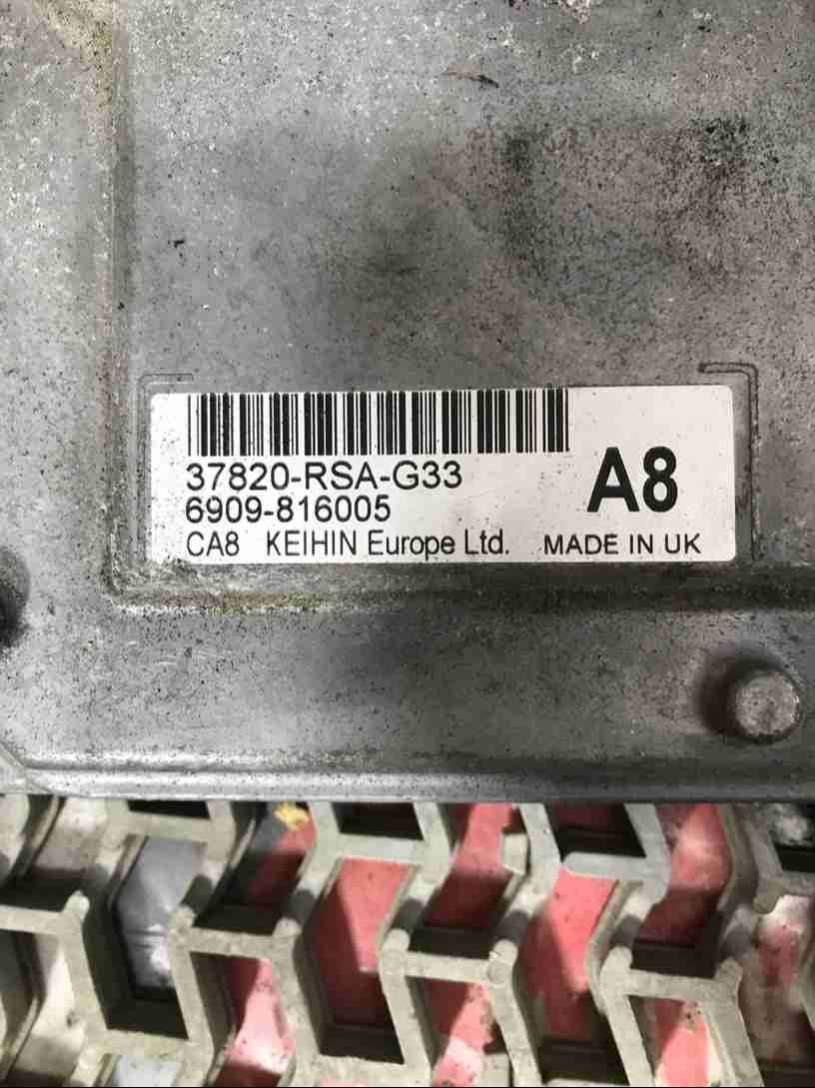 37820-RSA-G33
6909-816005 A8
CA8 KEIHIN Europe Ltd. MADE IN UK